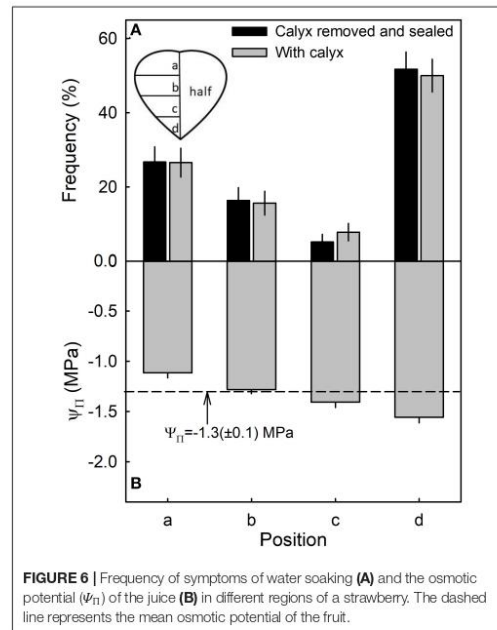 A
Calyx removed and sealed
With calyx
60
40
20
0.0
-0.5
-1.0
-1.5
-2.0
Frequency (%)
Ψ_Π (MPa)
a
b
c
d
half
Ψ_Π=-1.3(±0.1) MPa
B
a b c d
Position
FIGURE 6 | Frequency of symptoms of water soaking (A) and the osmotic
potential (Ψ_Π) of the juice (B) in different regions of a strawberry. The dashed
line represents the mean osmotic potential of the fruit.